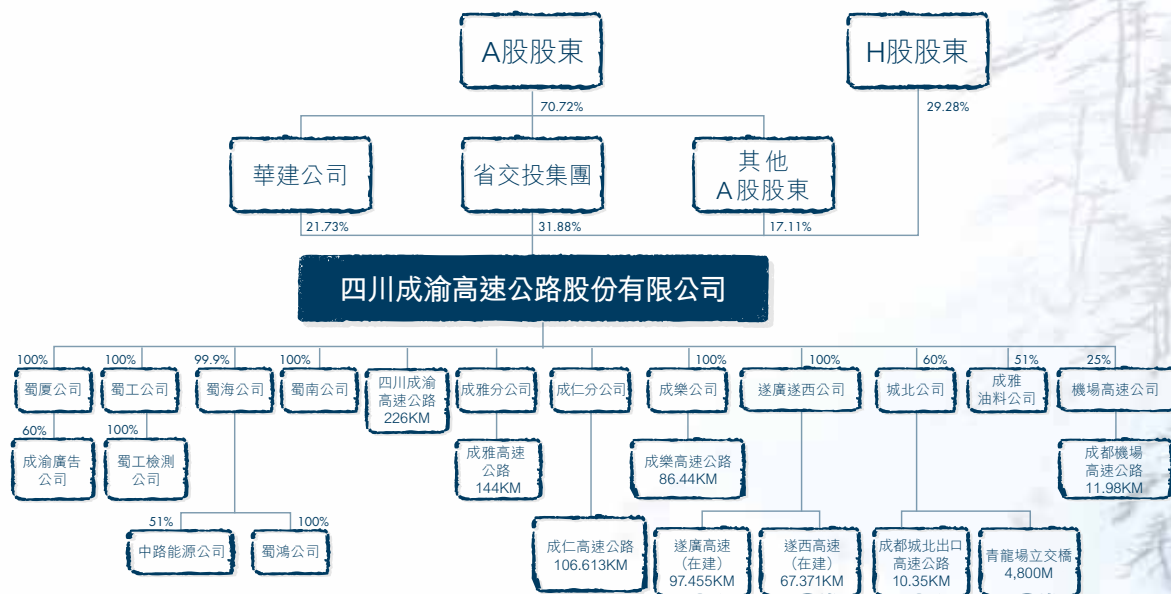 A股股東
H股股東
70.72%
29.28%
華建公司
省交投集團
其他
A股股東
21.73%
31.88%
17.11%
四川成渝高速公路股份有限公司
100%
100%
99.9%
100%
100%
100%
60%
51%
25%
蜀厦公司
蜀工公司
蜀海公司
蜀南公司
四川成渝
高速公路
226KM
成雅分公司
成仁分公司
成樂公司
遂廣遂西公司
城北公司
成雅
油料公司
機場高速公司
60%
100%
成渝廣告
公司
蜀工檢測
公司
成雅高速
公路
144KM
成樂高速公路
86.44KM
成都機場
高速公路
11.98KM
51%
100%
中路能源公司
蜀鴻公司
成仁高速公路
106.613KM
遂廣高速
(在建)
97.455KM
遂西高速
(在建)
67.371KM
成都城北出口
高速公路
10.35KM
青龍場立交橋
4,800M